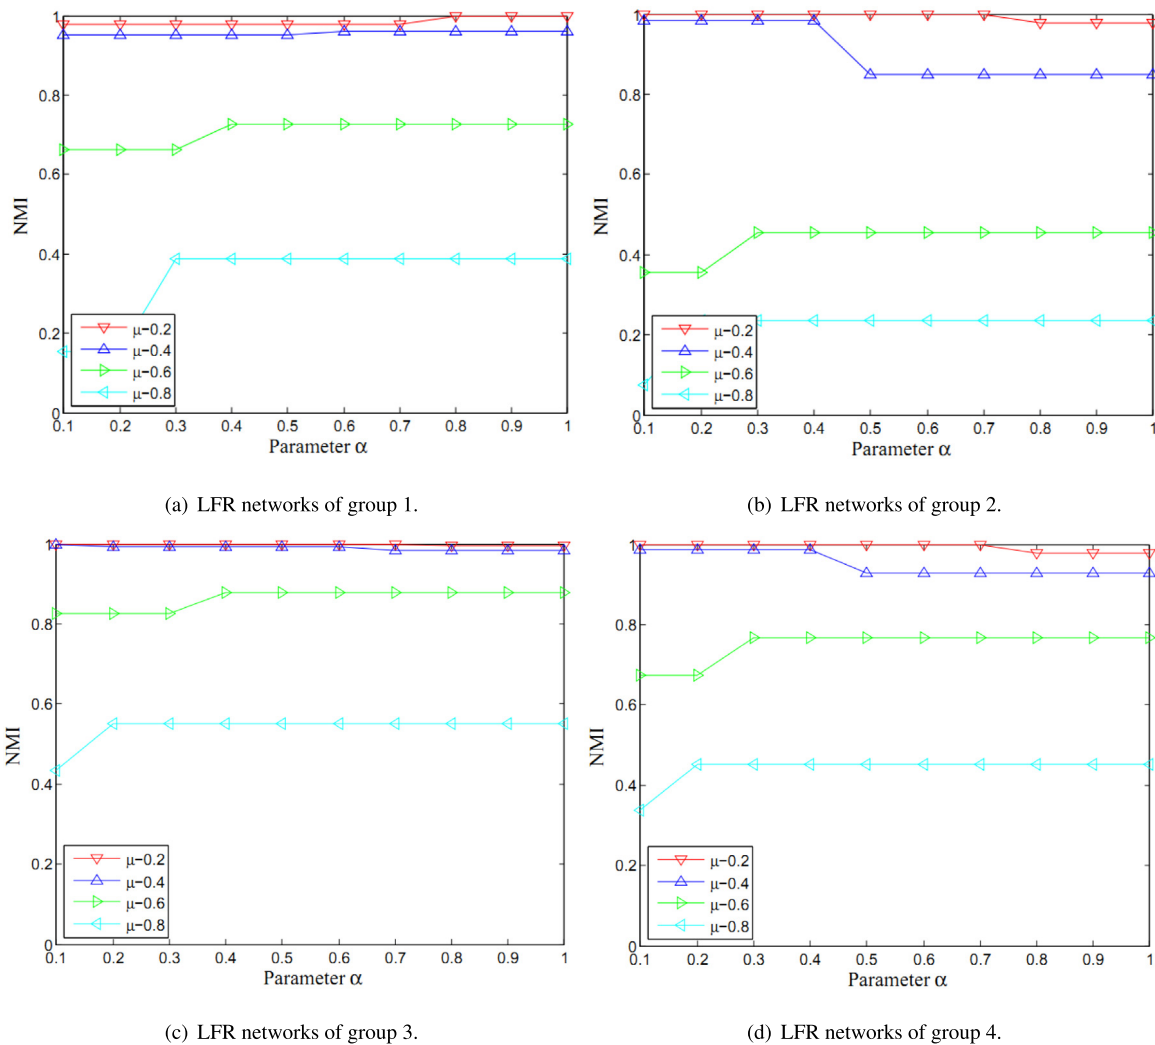 1
0.8
0.6
0.4
0.2
0
NMI
0.1 0.2 0.3 0.4 0.5 0.6 0.7 0.8 0.9 1
Parameter α
μ−0.2
μ−0.4
μ−0.6
μ−0.8
(a) LFR networks of group 1.
1
0.8
0.6
0.4
0.2
0
NMI
0.1 0.2 0.3 0.4 0.5 0.6 0.7 0.8 0.9 1
Parameter α
μ−0.2
μ−0.4
μ−0.6
μ−0.8
(b) LFR networks of group 2.
1
0.8
0.6
0.4
0.2
0
NMI
0.1 0.2 0.3 0.4 0.5 0.6 0.7 0.8 0.9 1
Parameter α
μ−0.2
μ−0.4
μ−0.6
μ−0.8
(c) LFR networks of group 3.
1
0.8
0.6
0.4
0.2
0
NMI
0.1 0.2 0.3 0.4 0.5 0.6 0.7 0.8 0.9 1
Parameter α
μ−0.2
μ−0.4
μ−0.6
μ−0.8
(d) LFR networks of group 4.